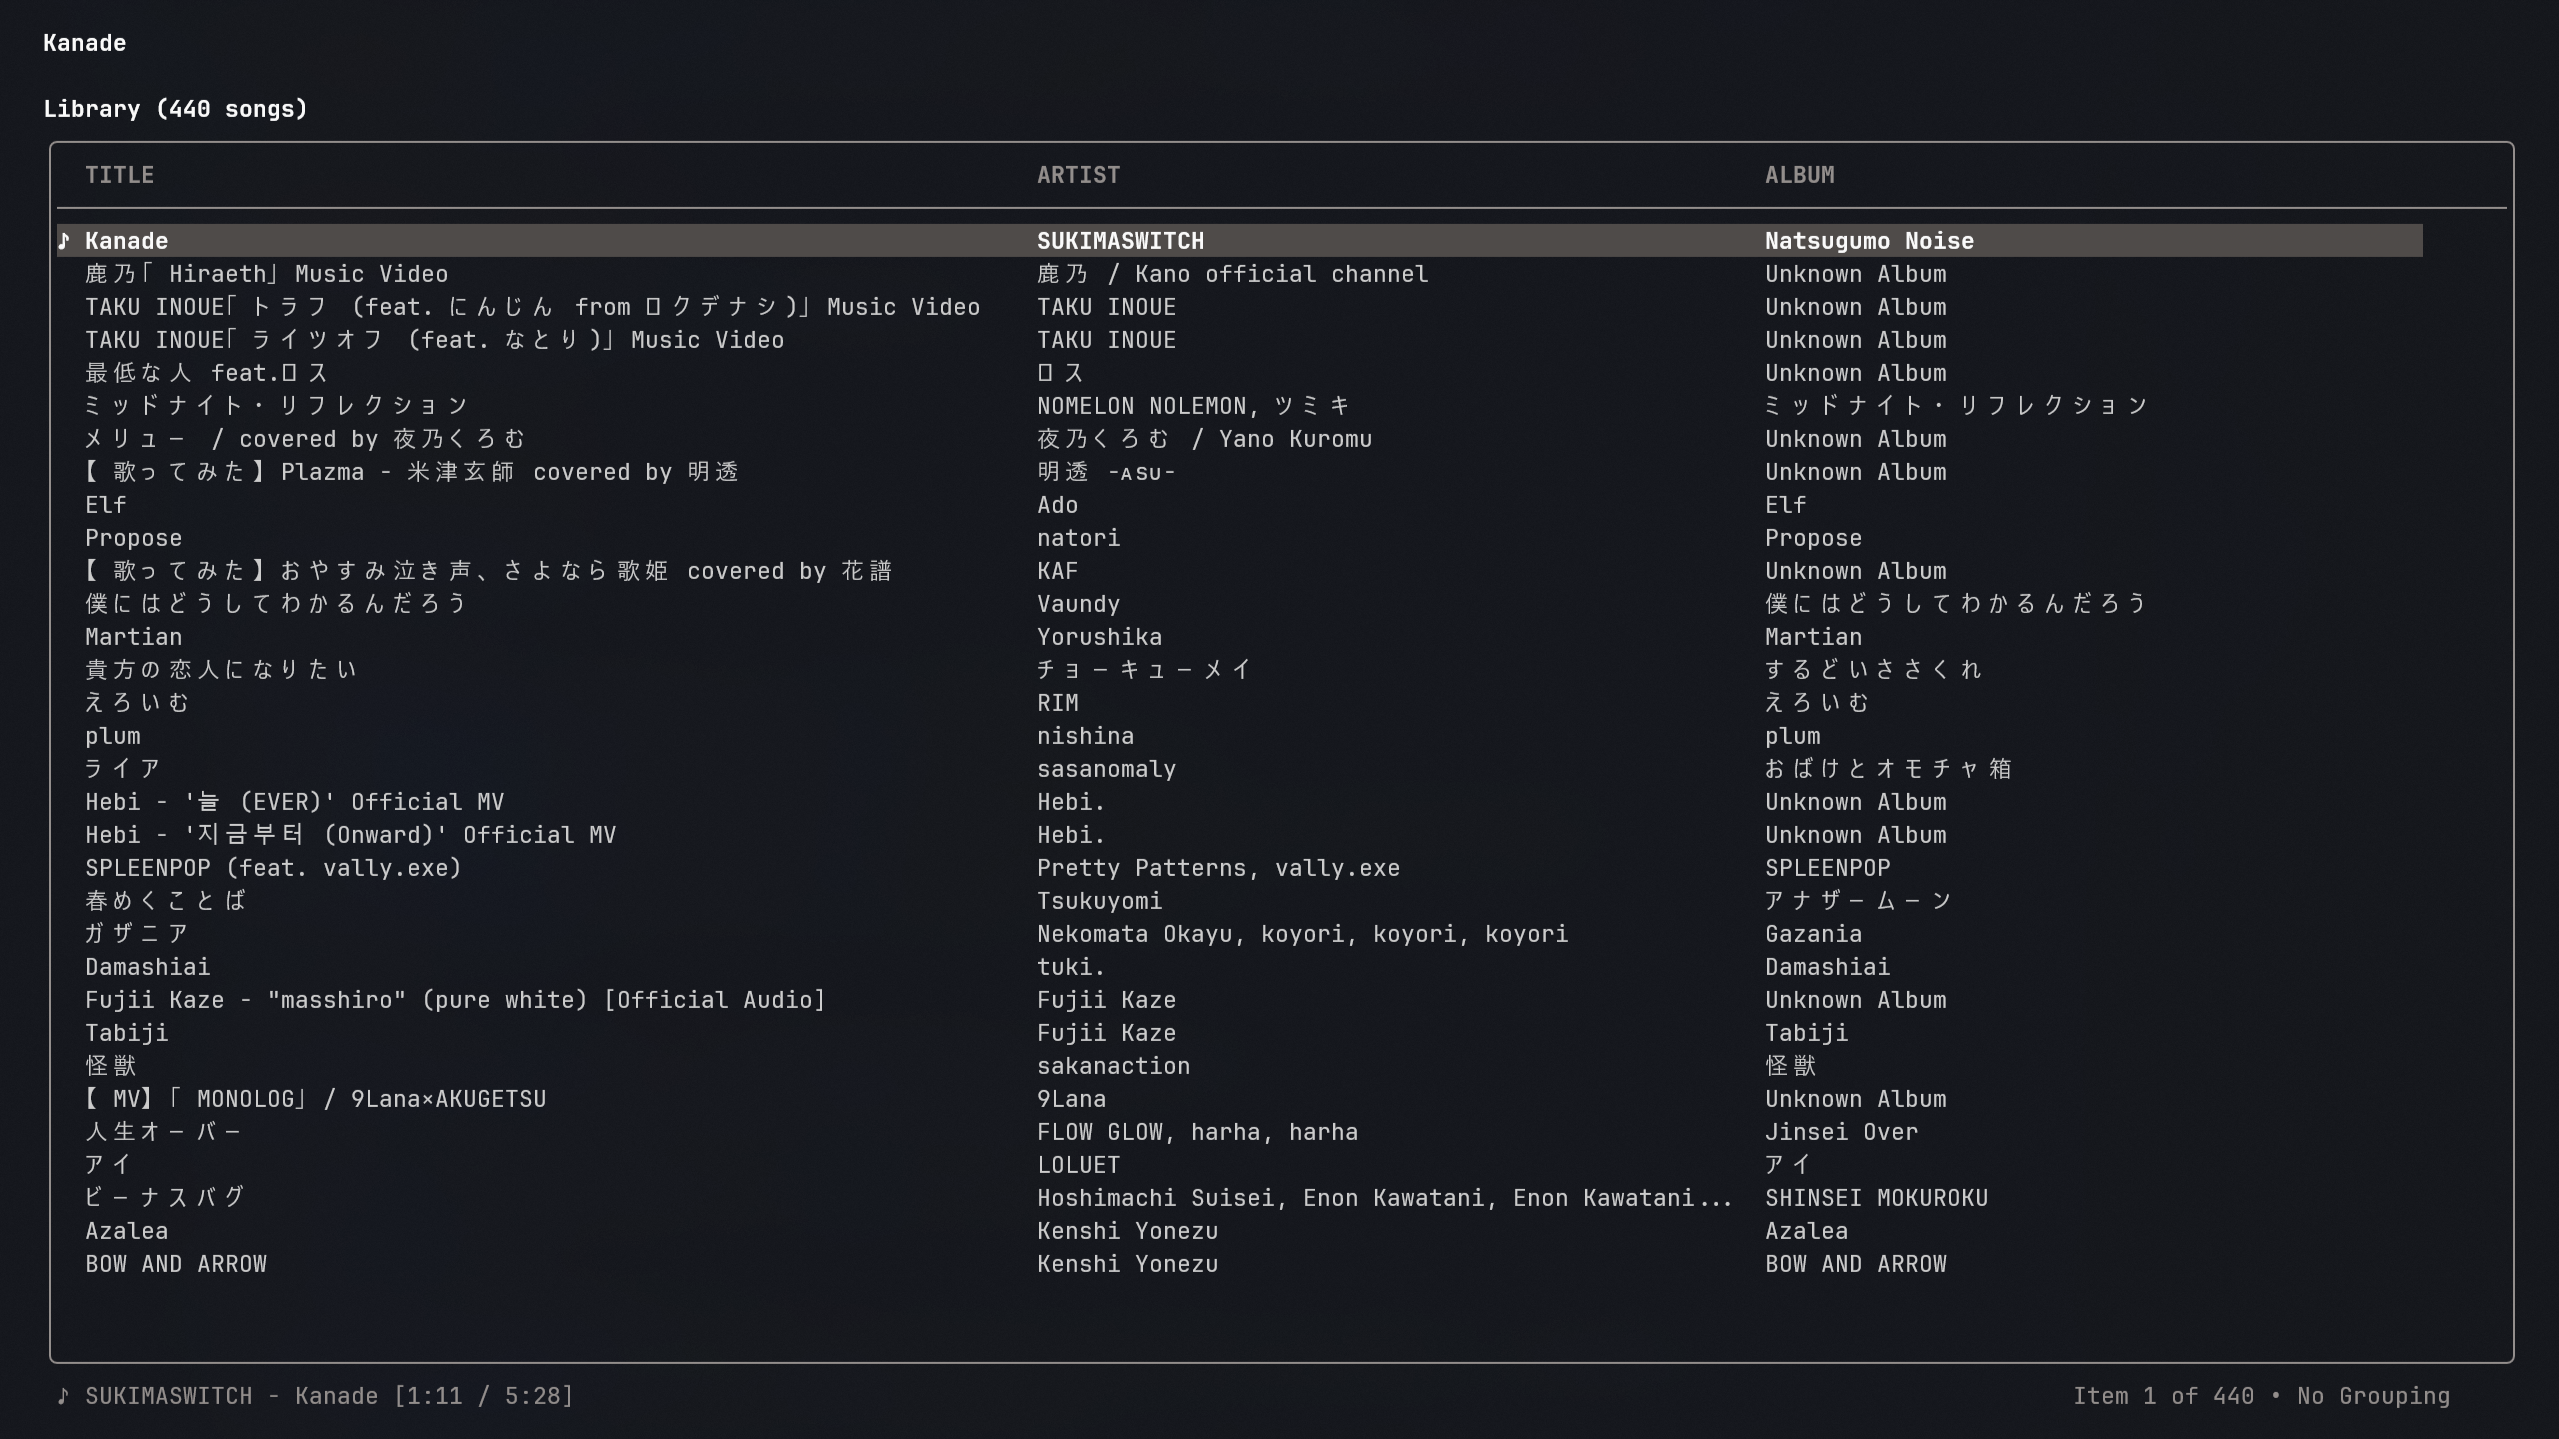 Kanade
Library (440 songs)
TITLE ARTIST ALBUM
♪ Kanade SUKIMASWITCH Natsugumo Noise
鹿乃「Hiraeth」Music Video 鹿乃 / Kano official channel Unknown Album
TAKU INOUE「トラフ (feat. にんじん from ロクデナシ)」Music Video TAKU INOUE Unknown Album
TAKU INOUE「ライツオフ (feat. なとり)」Music Video TAKU INOUE Unknown Album
最低な人 feat.ロス ロス Unknown Album
ミッドナイト・リフレクション NOMELON NOLEMON, ツミキ ミッドナイト・リフレクション
メリュー / covered by 夜乃くろむ 夜乃くろむ / Yano Kuromu Unknown Album
【歌ってみた】Plazma - 米津玄師 covered by 明透 明透 -ᴀsᴜ- Unknown Album
Elf Ado Elf
Propose natori Propose
【歌ってみた】おやすみ泣き声、さよなら歌姫 covered by 花譜 KAF Unknown Album
僕にはどうしてわかるんだろう Vaundy 僕にはどうしてわかるんだろう
Martian Yorushika Martian
貴方の恋人になりたい チョーキューメイ するどいささくれ
えろいむ RIM えろいむ
plum nishina plum
ライア sasanomaly おばけとオモチャ箱
Hebi - '늘 (EVER)' Official MV Hebi. Unknown Album
Hebi - '지금부터 (Onward)' Official MV Hebi. Unknown Album
SPLEENPOP (feat. vally.exe) Pretty Patterns, vally.exe SPLEENPOP
春めくことば Tsukuyomi アナザームーン
ガザニア Nekomata Okayu, koyori, koyori, koyori Gazania
Damashiai tuki. Damashiai
Fujii Kaze - "masshiro" (pure white) [Official Audio] Fujii Kaze Unknown Album
Tabiji Fujii Kaze Tabiji
怪獣 sakanaction 怪獣
【MV】「MONOLOG」/ 9Lana×AKUGETSU 9Lana Unknown Album
人生オーバー FLOW GLOW, harha, harha Jinsei Over
アイ LOLUET アイ
ビーナスバグ Hoshimachi Suisei, Enon Kawatani, Enon Kawatani... SHINSEI MOKUROKU
Azalea Kenshi Yonezu Azalea
BOW AND ARROW Kenshi Yonezu BOW AND ARROW
♪ SUKIMASWITCH - Kanade [1:11 / 5:28] Item 1 of 440 • No Grouping